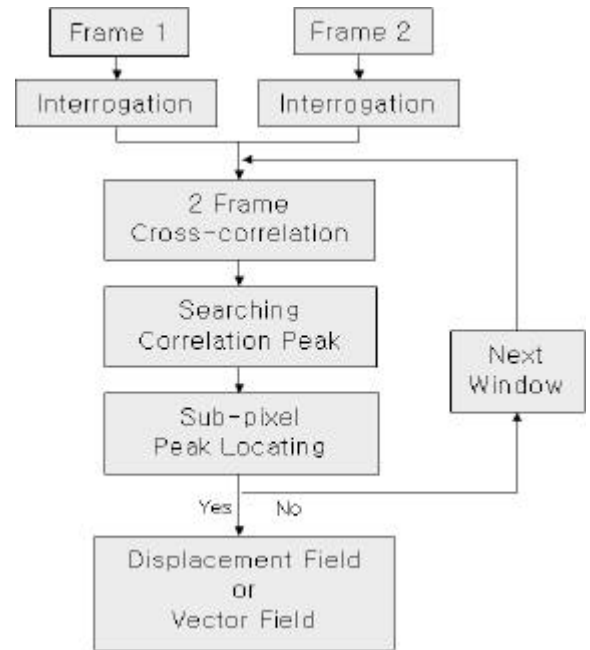 Frame 1
Frame 2
Interrogation
Interrogation
2 Frame
Cross-correlation
Searching
Correlation Peak
Next
Window
Sub-pixel
Peak Locating
Yes
No
Displacement Field
or
Vector Field